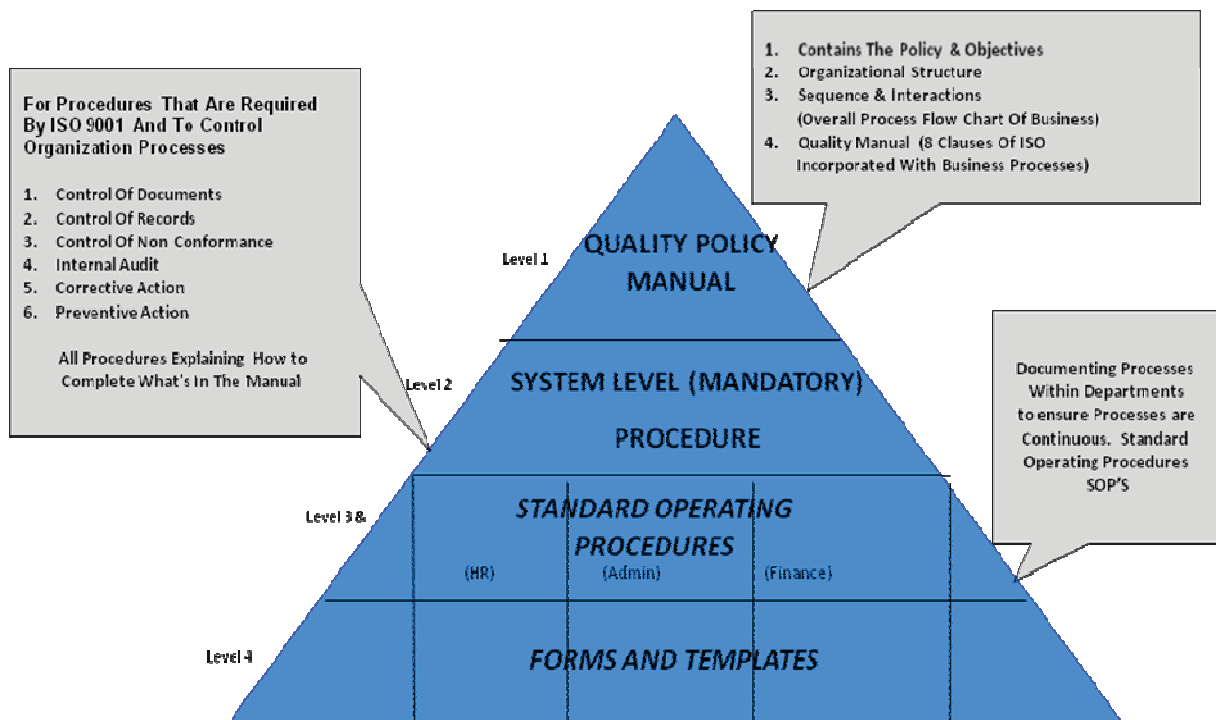 For Procedures That Are Required
By ISO 9001 And To Control
Organization Processes
1. Control Of Documents
2. Control Of Records
3. Control Of Non Conformance
4. Internal Audit
5. Corrective Action
6. Preventive Action
All Procedures Explaining How to
Complete What's In The Manual
1. Contains The Policy & Objectives
2. Organizational Structure
3. Sequence & Interactions
(Overall Process Flow Chart Of Business)
4. Quality Manual (8 Clauses Of ISO
Incorporated With Business Processes)
Level 1
QUALITY POLICY
MANUAL
Level 2
SYSTEM LEVEL (MANDATORY)
PROCEDURE
Documenting Processes
Within Departments
to ensure Processes are
Continuous. Standard
Operating Procedures
SOP'S
Level 3 &
STANDARD OPERATING
PROCEDURES
(HR) (Admin) (Finance)
Level 4
FORMS AND TEMPLATES